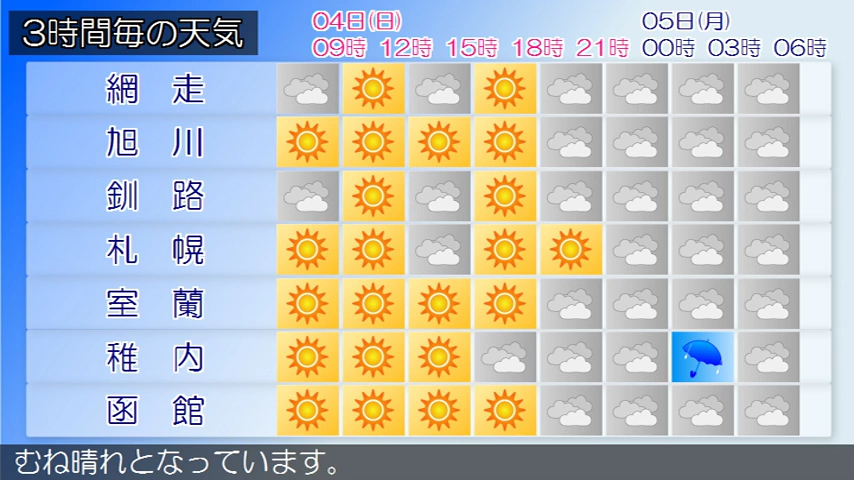 3時間毎の天気
04日(日) 05日(月)
09時 12時 15時 18時 21時 00時 03時 06時
網走
旭川
釧路
札幌
室蘭
稚内
函館
むね晴れとなっています。